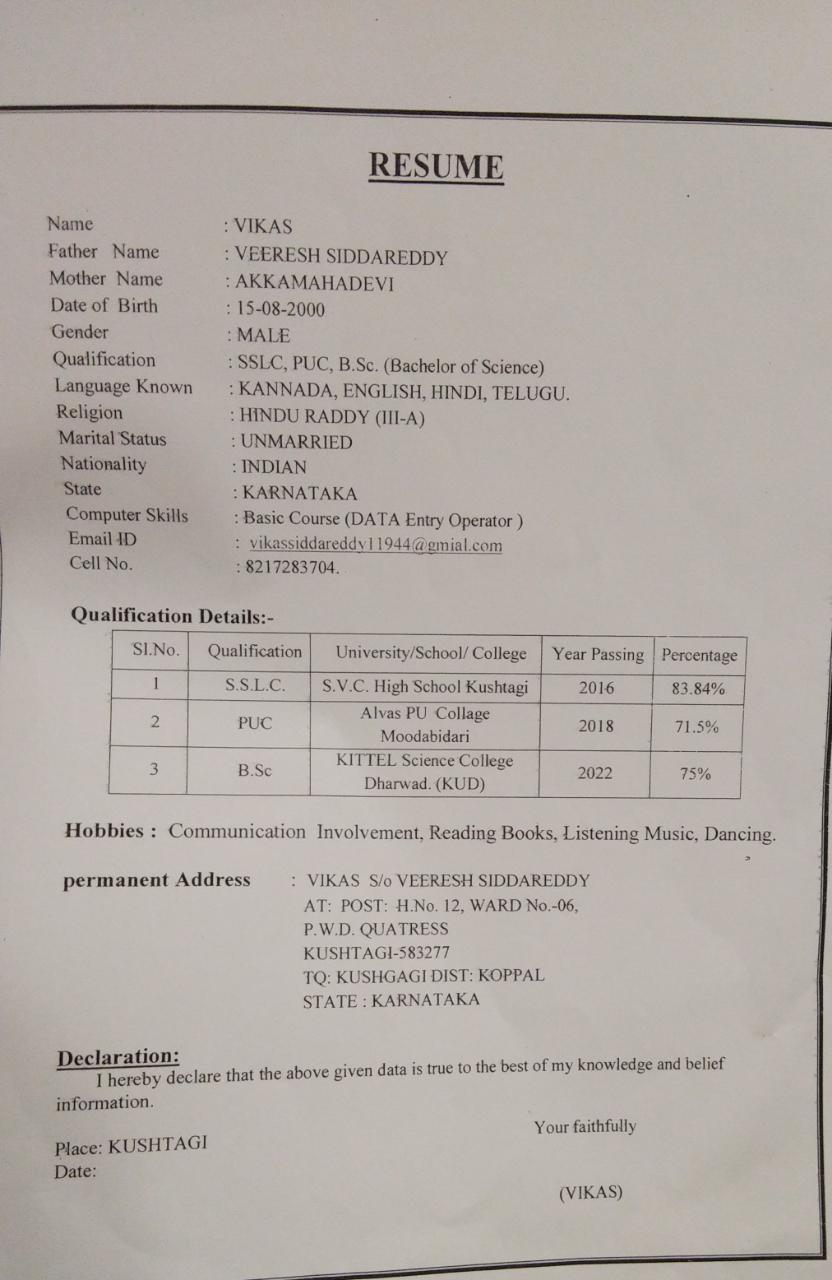 RESUME
Name : VIKAS
Father Name : VEERESH SIDDAREDDY
Mother Name : AKKAMAHADEVI
Date of Birth : 15-08-2000
Gender : MALE
Qualification : SSLC, PUC, B.Sc. (Bachelor of Science)
Language Known : KANNADA, ENGLISH, HINDI, TELUGU.
Religion : HINDU RADDY (III-A)
Marital Status : UNMARRIED
Nationality : INDIAN
State : KARNATAKA
Computer Skills : Basic Course (DATA Entry Operator )
Email ID : vikassiddareddy11944@gmial.com
Cell No. : 8217283704.
Qualification Details:-
Sl.No. Qualification University/School/ College Year Passing Percentage
1 S.S.L.C. S.V.C. High School Kushtagi 2016 83.84%
2 PUC Alvas PU Collage Moodabidari 2018 71.5%
3 B.Sc KITTEL Science College Dharwad. (KUD) 2022 75%
Hobbies : Communication Involvement, Reading Books, Listening Music, Dancing.
permanent Address : VIKAS S/o VEERESH SIDDAREDDY
AT: POST: H.No. 12, WARD No.-06,
P.W.D. QUATRESS
KUSHTAGI-583277
TQ: KUSHGAGI DIST: KOPPAL
STATE : KARNATAKA
Declaration:
I hereby declare that the above given data is true to the best of my knowledge and belief
information.
Your faithfully
Place: KUSHTAGI
Date:
(VIKAS)